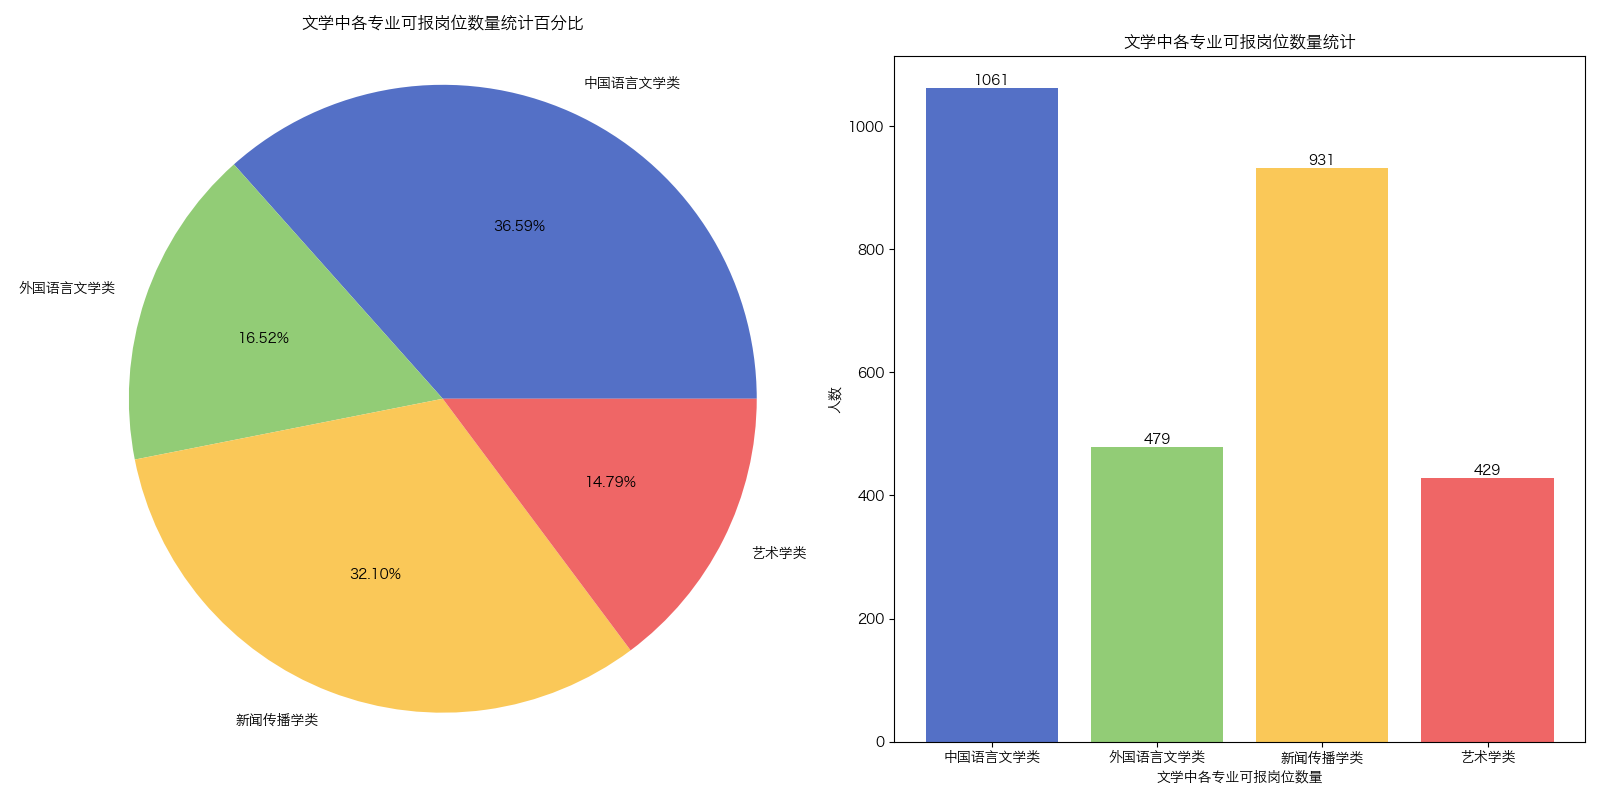 文学中各专业可报岗位数量统计百分比
中国语言文学类
36.59%
外国语言文学类
16.52%
14.79%
艺术学类
32.10%
新闻传播学类
文学中各专业可报岗位数量统计
1061
931
479
429
人数
1000
800
600
400
200
0
中国语言文学类 外国语言文学类 新闻传播学类 艺术学类
文学中各专业可报岗位数量